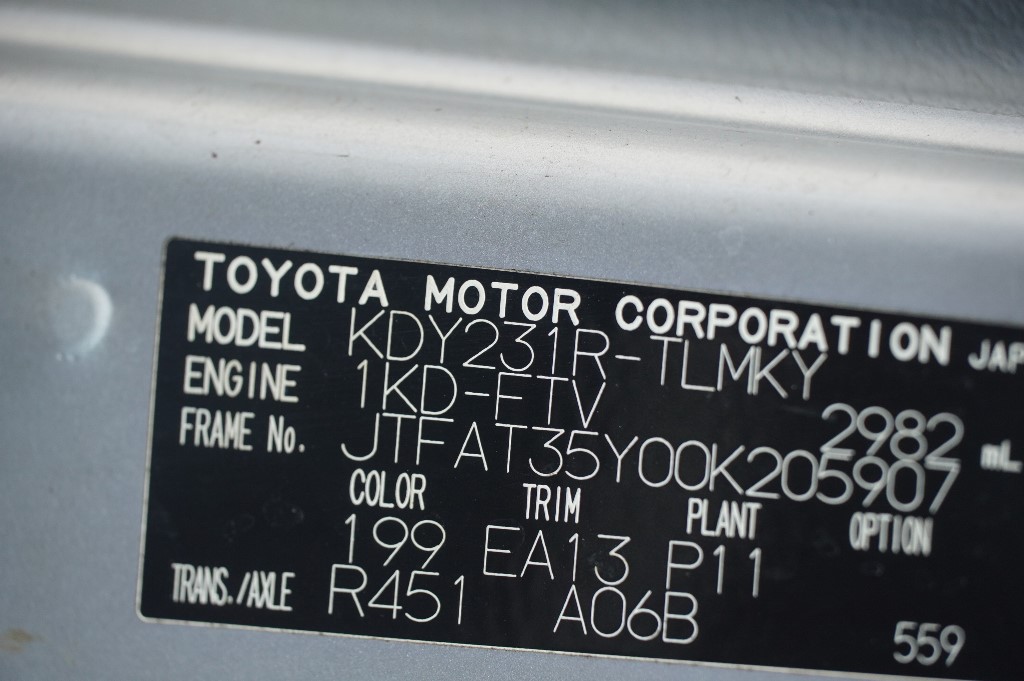 TOYOTA MOTOR CORPORATION JAP
MODEL KDY231R-TLMKY
ENGINE 1KD-FTV 2982 mL
FRAME No. JTFAT35Y00K205907
COLOR TRIM PLANT OPTION
199 EA13 P11
TRANS./AXLE R451 A06B
559